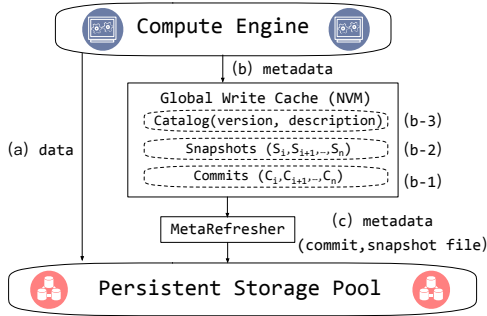 Compute Engine
(b) metadata
Global Write Cache (NVM)
Catalog(version, description)
(b-3)
(a) data
Snapshots (Sᵢ,Sᵢ₊₁,…,Sₙ)
(b-2)
Commits (Cᵢ,Cᵢ₊₁,…,Cₙ)
(b-1)
MetaRefresher
(c) metadata
(commit,snapshot file)
Persistent Storage Pool